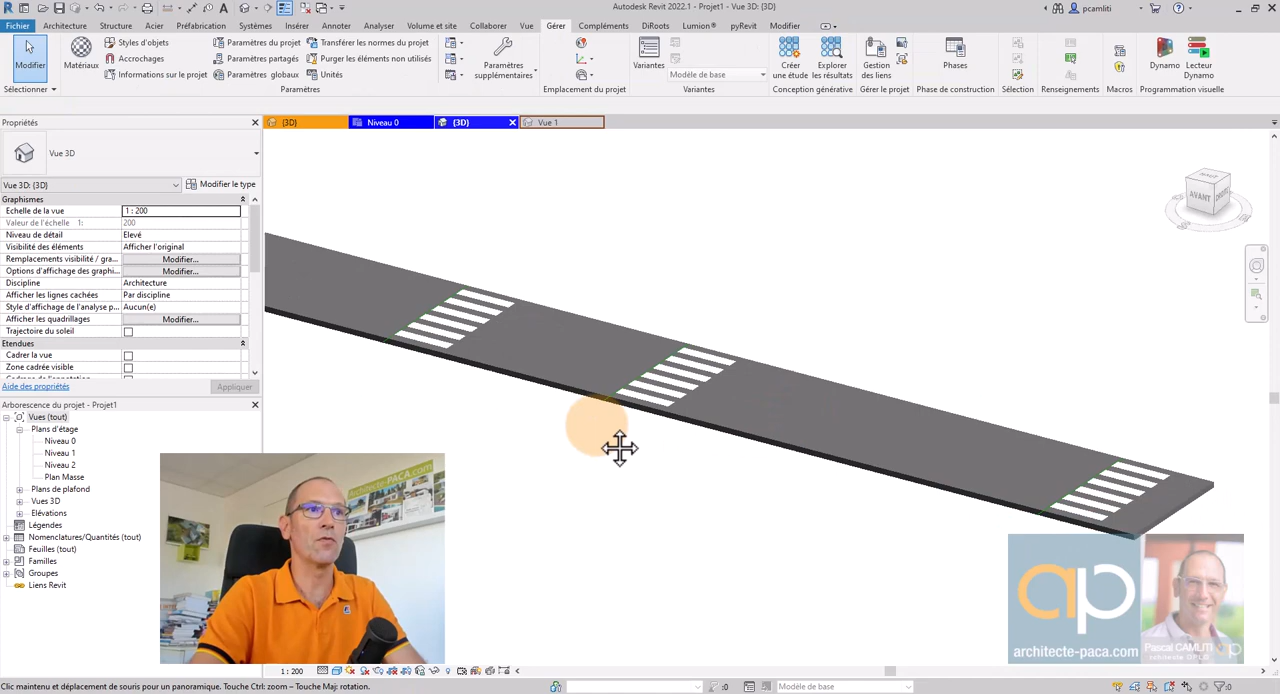 Autodesk Revit 2022.1 - Projet1 - Vue 3D: {3D}
pcamliti
Fichier Architecture Structure Acier Préfabrication Systèmes Insérer Annoter Analyser Volume et site Collaborer Vue Gérer Compléments DiRoots Lumion® pyRevit Modifier
Modifier
Sélectionner
Matériaux
Styles d'objets
Accrochages
Informations sur le projet
Paramètres du projet
Paramètres partagés
Paramètres globaux
Transférer les normes du projet
Purger les éléments non utilisés
Unités
Paramètres
supplémentaires
Paramètres
Emplacement du projet
Variantes
Modèle de base
Variantes
Créer
une étude
Explorer
les résultats
Conception générative
Gestion
des liens
Gérer le projet
Phases
Phase de construction
Sélection
Renseignements
Macros
Dynamo
Lecteur
Dynamo
Programmation visuelle
Propriétés
Vue 3D
Vue 3D: {3D}
Modifier le type
Graphismes
Echelle de la vue 1 : 200
Valeur de l'échelle 1: 200
Niveau de détail Elevé
Visibilité des éléments Afficher l'original
Remplacements visibilité / gra... Modifier...
Options d'affichage des graphi... Modifier...
Discipline Architecture
Afficher les lignes cachées Par discipline
Style d'affichage de l'analyse p... Aucun(e)
Afficher les quadrillages Modifier...
Trajectoire du soleil
Etendues
Cadrer la vue
Zone cadrée visible
Aide des propriétés
Appliquer
Arborescence du projet - Projet1
Vues (tout)
Plans d'étage
Niveau 0
Niveau 1
Niveau 2
Plan Masse
Plans de plafond
Vues 3D
Elévations
Légendes
Nomenclatures/Quantités (tout)
Feuilles (tout)
Familles
Groupes
Liens Revit
{3D}
Niveau 0
{3D}
Vue 1
AVANT
Architecte-PACA.com
ap
architecte-paca.com
Pascal CAMLITI
architecte DPLG
1 : 200
Clic maintenu et déplacement de souris pour un panoramique. Touche Ctrl: zoom – Touche Maj: rotation.
:0
Modèle de base
:0